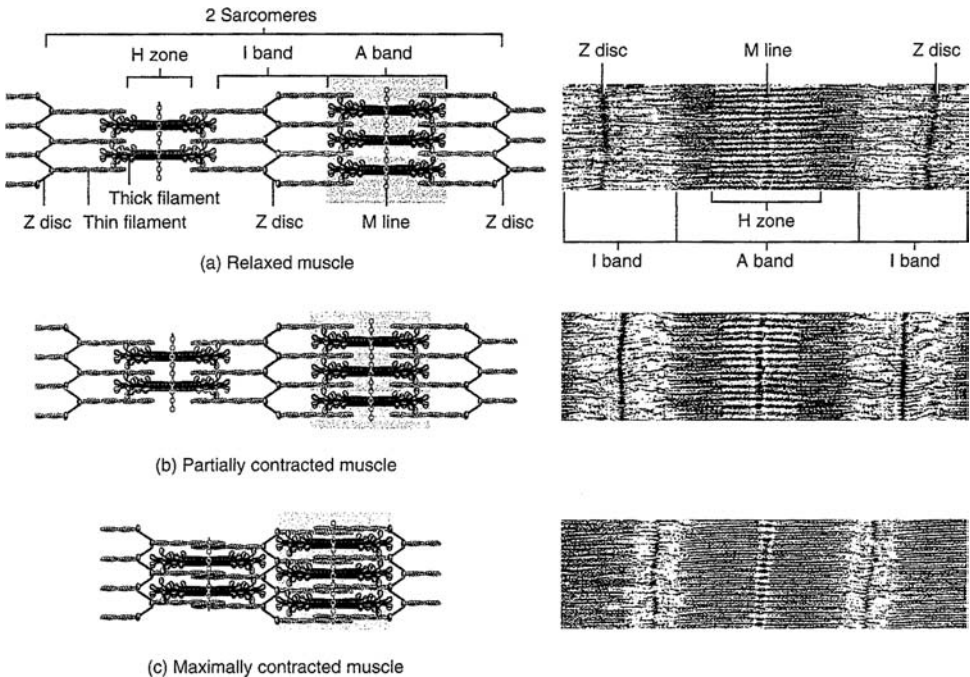 2 Sarcomeres
H zone
I band
A band
Thick filament
Z disc Thin filament
Z disc
M line
Z disc
(a) Relaxed muscle
Z disc
M line
Z disc
H zone
I band
A band
I band
(b) Partially contracted muscle
(c) Maximally contracted muscle